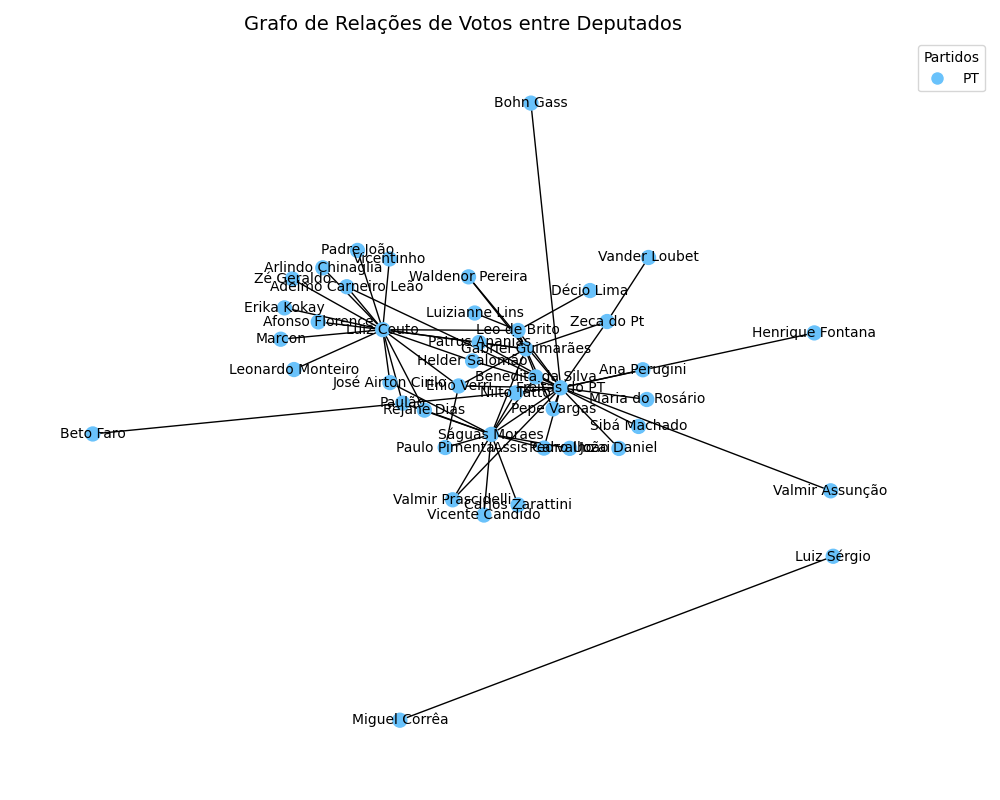 Grafo de Relações de Votos entre Deputados
Partidos
PT
Bohn Gass
Padre João
Vicentinho
Vander Loubet
Arlindo Chinaglia
Zé Geraldo
Waldenor Pereira
Adelmo Carneiro Leão
Décio Lima
Erika Kokay
Luizianne Lins
Afonso Florence
Zeca do Pt
Luiz Couto
Leo de Brito
Henrique Fontana
Marcon
Patrus Ananias
Gabriel Guimarães
Helder Salomão
Leonardo Monteiro
Ana Perugini
Benedita da Silva
José Airton Cirilo
Enio Verri
Nilto Tatto
Maria do Rosário
Paulão
Rejane Dias
Pepe Vargas
Sibá Machado
Beto Faro
Ságuas Moraes
Paulo Pimenta
Assis Carvalho
João Daniel
Valmir Assunção
Valmir Prascidelli
Carlos Zarattini
Vicente Candido
Luiz Sérgio
Miguel Corrêa